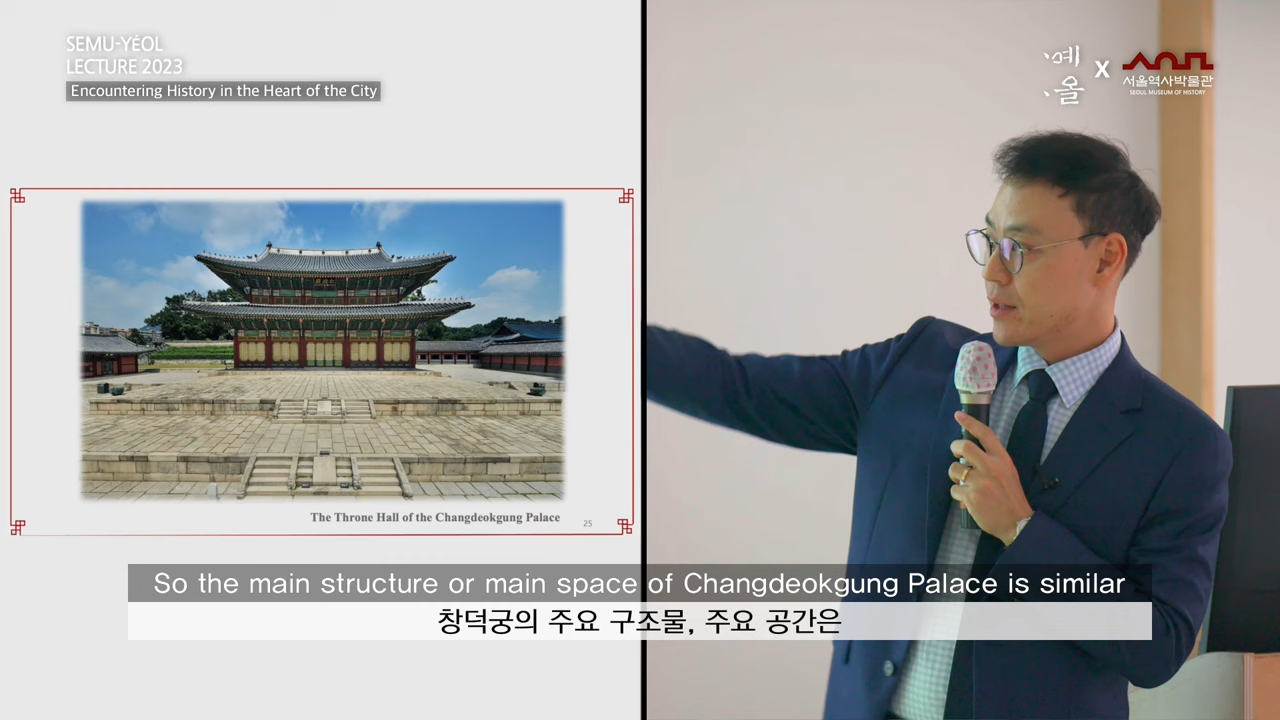 SEMU-YÉOL
LECTURE 2023
Encountering History in the Heart of the City
예
올
X
서울역사박물관
SEOUL MUSEUM OF HISTORY
The Throne Hall of the Changdeokgung Palace
25
So the main structure or main space of Changdeokgung Palace is similar
창덕궁의 주요 구조물, 주요 공간은